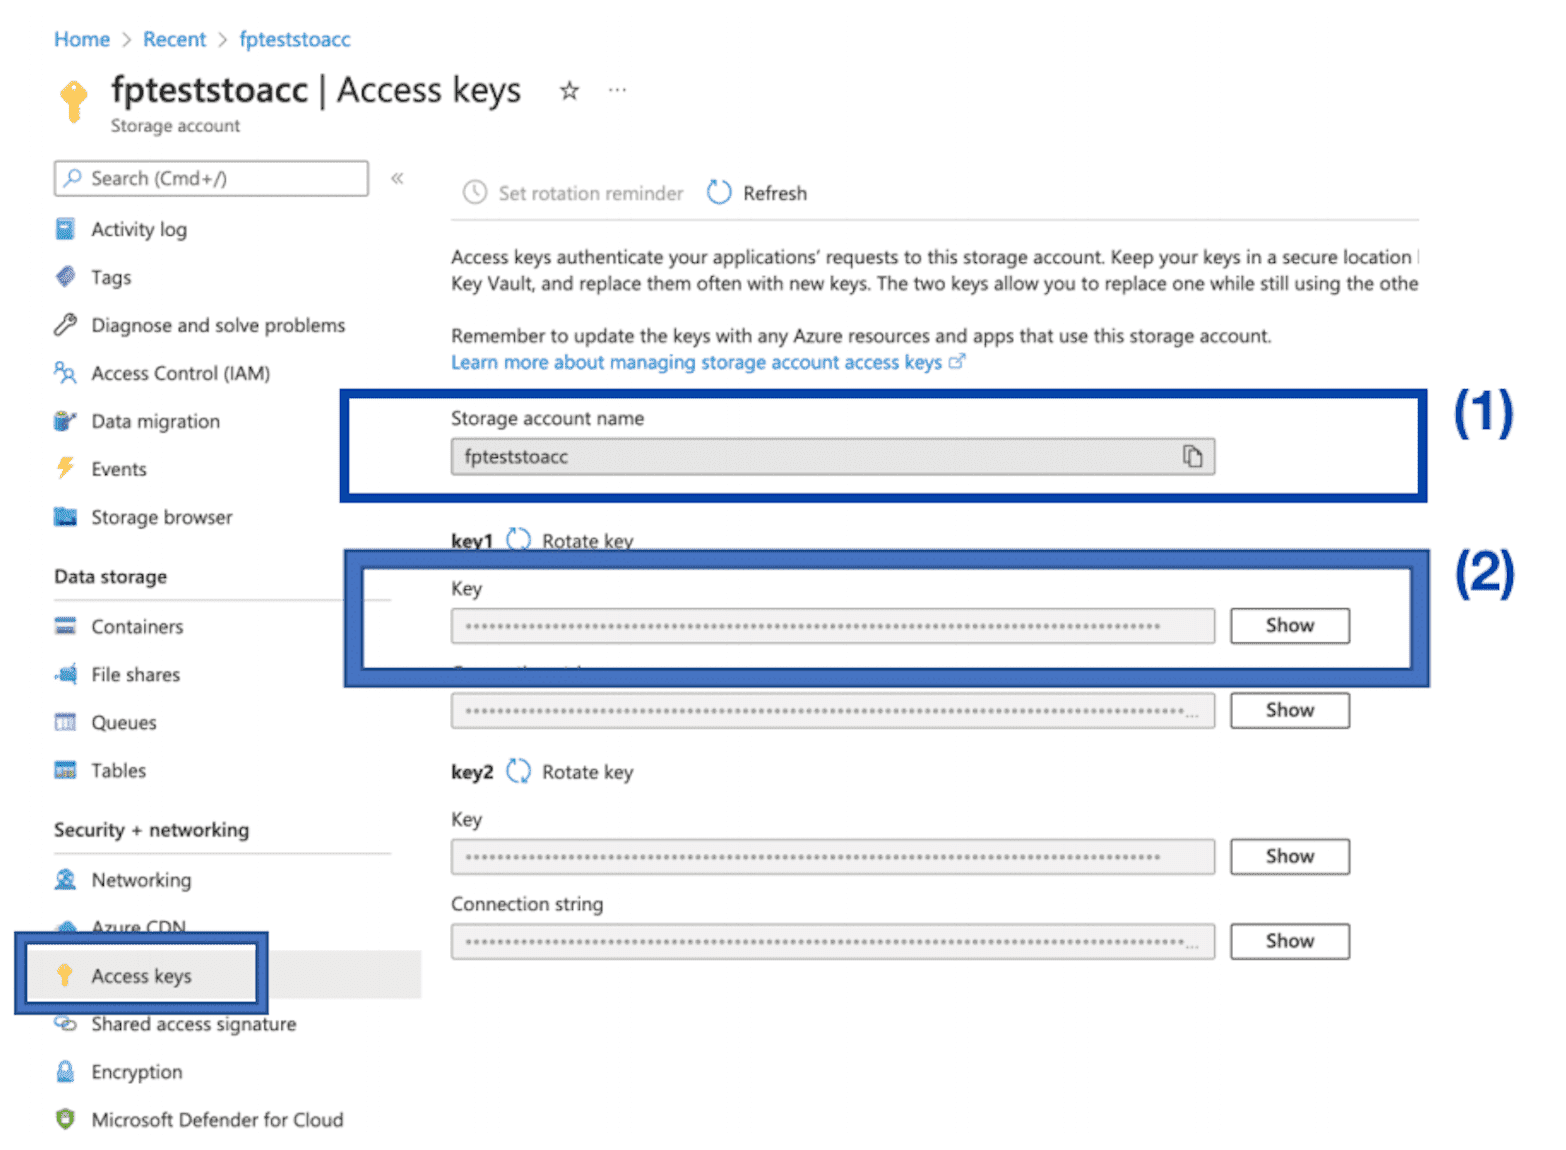 Home > Recent > fpteststoacc
fpteststoacc | Access keys
Storage account
Search (Cmd+/)
«
Activity log
Tags
Diagnose and solve problems
Access Control (IAM)
Data migration
Events
Storage browser
Data storage
Containers
File shares
Queues
Tables
Security + networking
Networking
Azure CDN
Access keys
Shared access signature
Encryption
Microsoft Defender for Cloud
Set rotation reminder
Refresh
Access keys authenticate your applications' requests to this storage account. Keep your keys in a secure location
Key Vault, and replace them often with new keys. The two keys allow you to replace one while still using the othe
Remember to update the keys with any Azure resources and apps that use this storage account.
Learn more about managing storage account access keys
(1)
Storage account name
fpteststoacc
key1 Rotate key
(2)
Key
Show
Show
key2 Rotate key
Key
Show
Connection string
Show